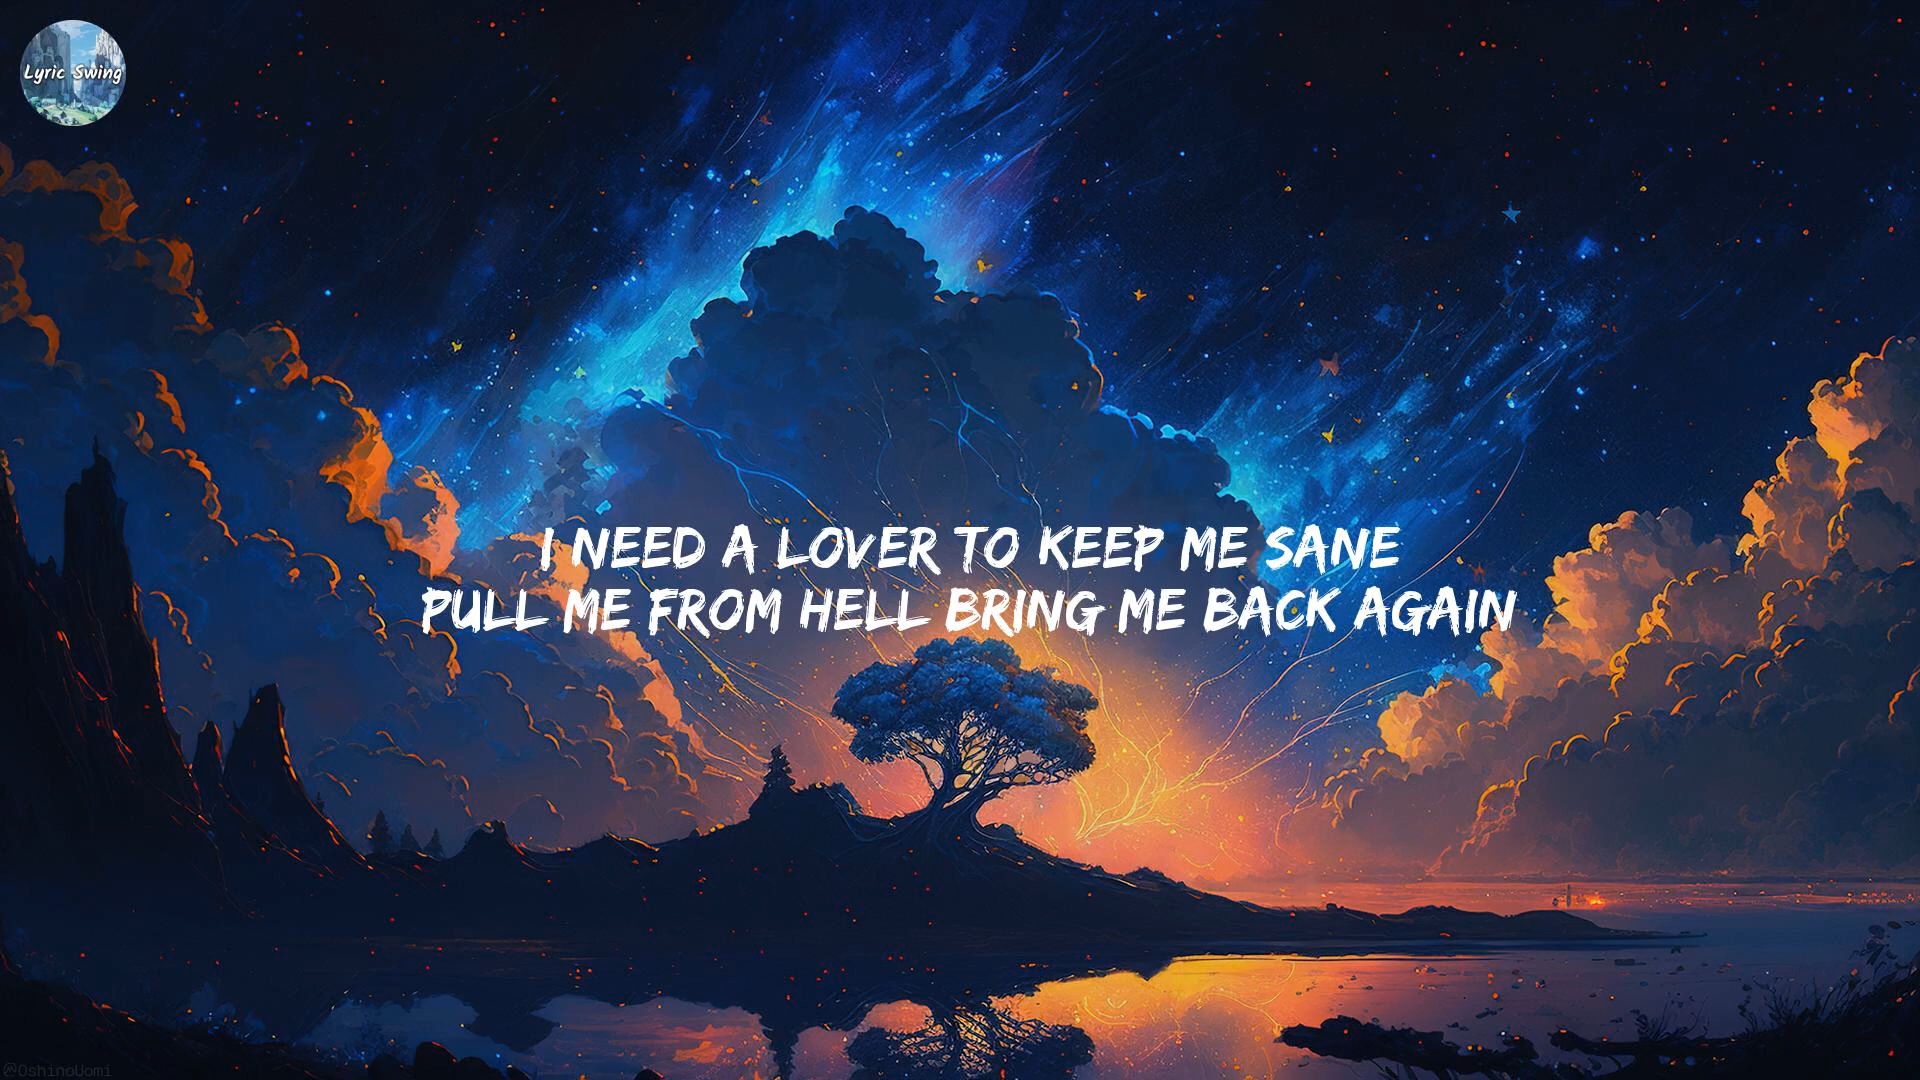 Lyric Swing
I NEED A LOVER TO KEEP ME SANE
PULL ME FROM HELL BRING ME BACK AGAIN
@OshinoUomi